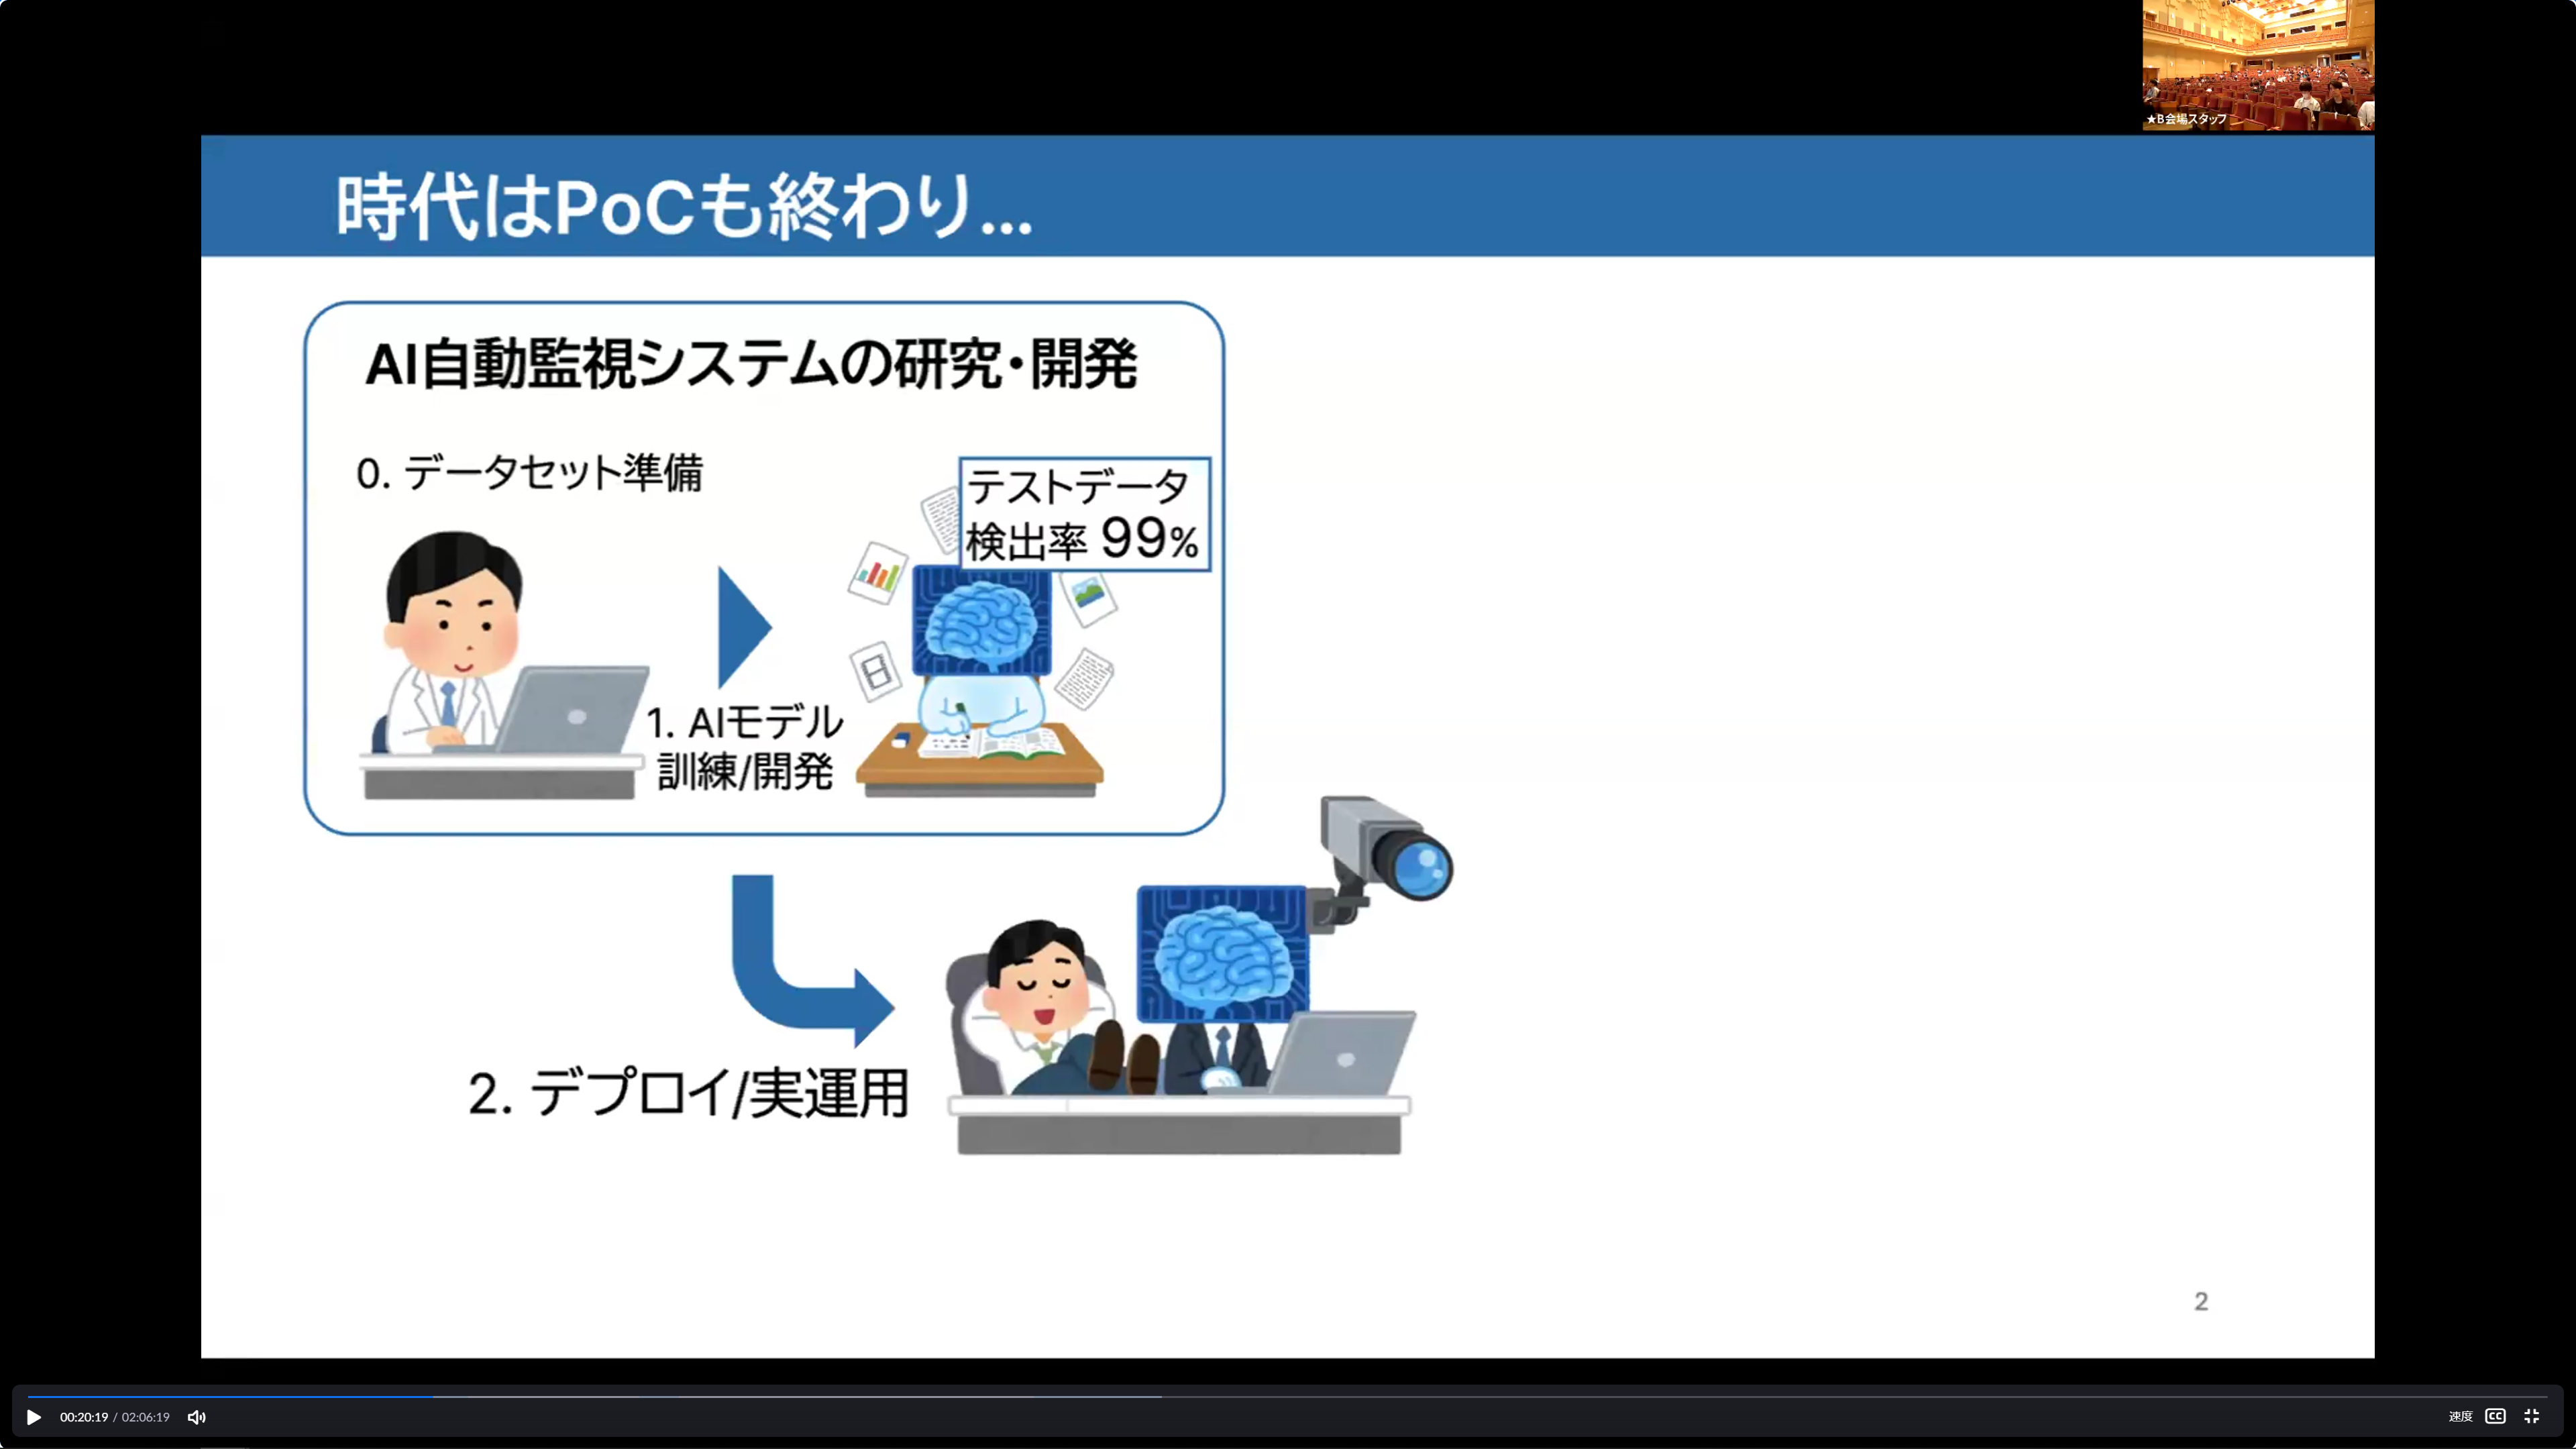 ★B会場スタッフ
時代はPoCも終わり...
AI自動監視システムの研究・開発
0. データセット準備
テストデータ
検出率 99%
1. AIモデル
訓練/開発
2. デプロイ/実運用
2
00:20:19 / 02:06:19
速度
CC